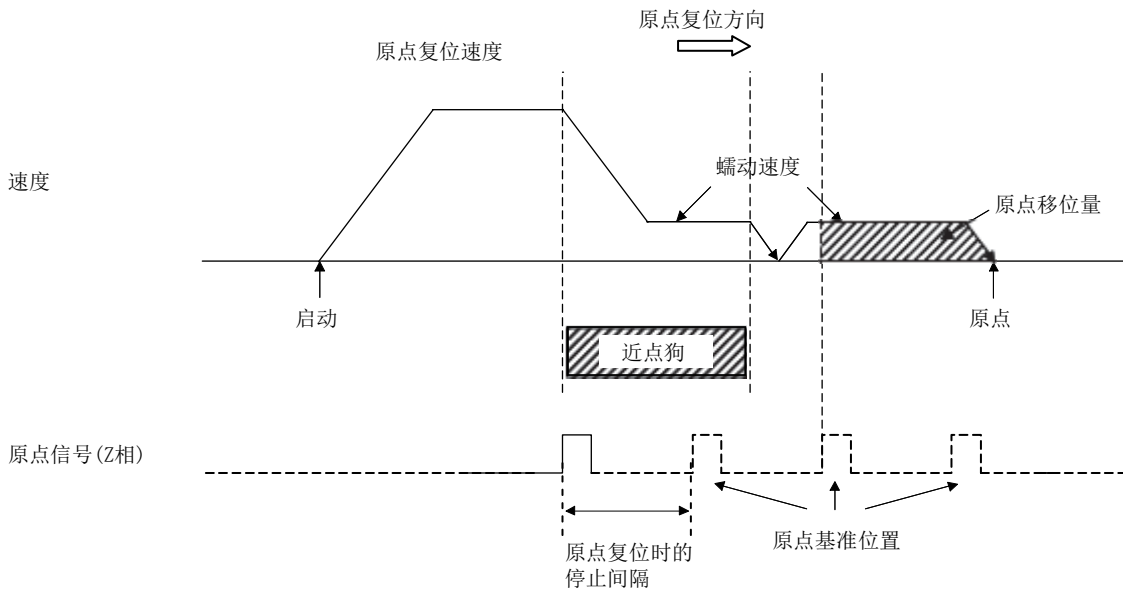 原点复位方向
原点复位速度
速度
蠕动速度
原点移位量
启动
原点
近点狗
原点信号(Z相)
原点基准位置
原点复位时的
停止间隔